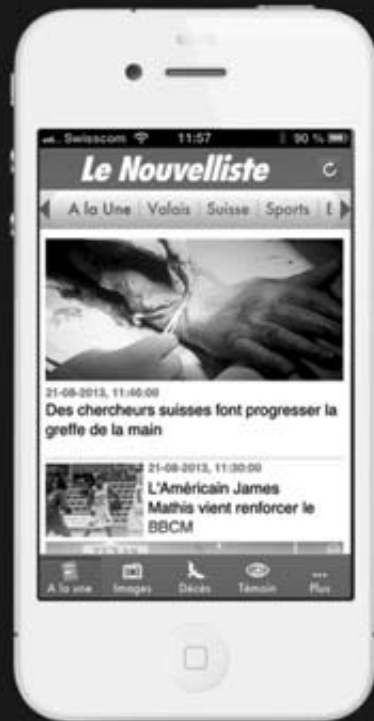 Swisscom 11:57 90 %
Le Nouvelliste
A la Une Valais Suisse Sports
21-08-2013, 11:46:00
Des chercheurs suisses font progresser la
greffe de la main
21-08-2013, 11:30:00
L'Américain James
Mathis vient renforcer le
BBCM
A la une Images Décès Témoin Plus